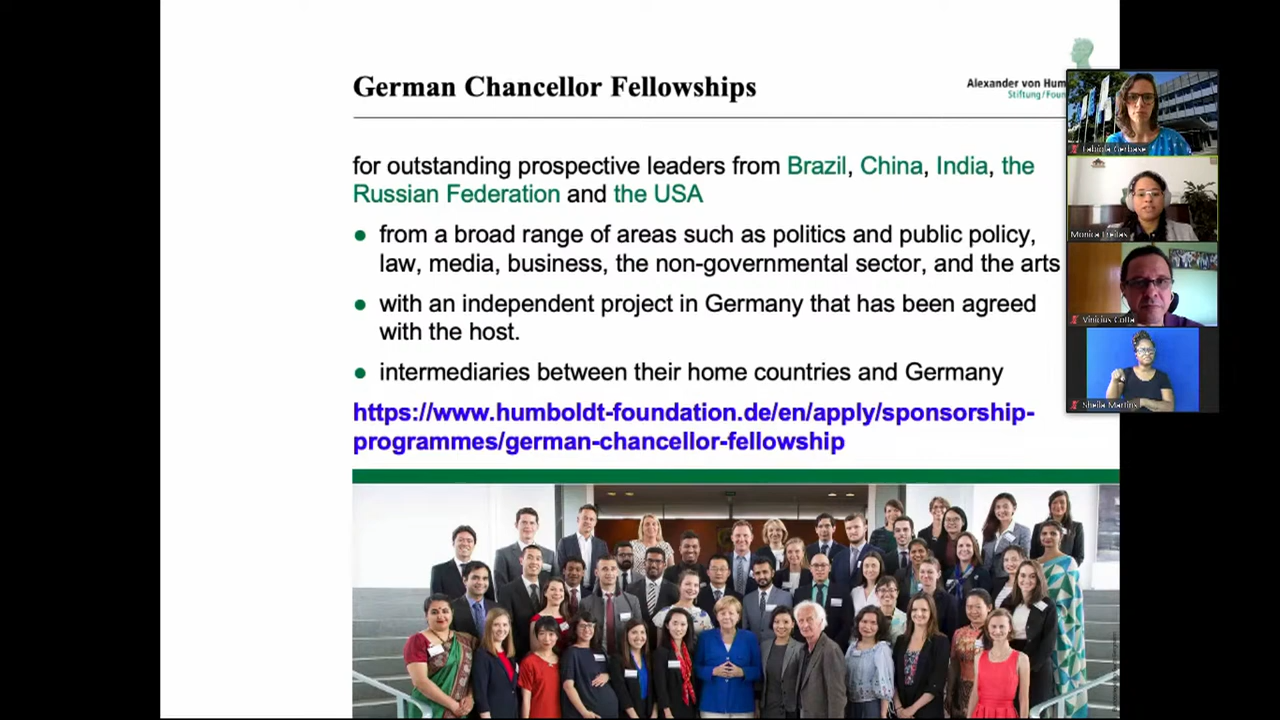 German Chancellor Fellowships
Alexander von Hum
Stiftung/Foun
for outstanding prospective leaders from Brazil, China, India, the
Russian Federation and the USA
• from a broad range of areas such as politics and public policy,
law, media, business, the non-governmental sector, and the arts
• with an independent project in Germany that has been agreed
with the host.
• intermediaries between their home countries and Germany
https://www.humboldt-foundation.de/en/apply/sponsorship-
programmes/german-chancellor-fellowship
Fabíola Gerbase
Monica Freitas
Vinicius Cotta
Sheila Martins